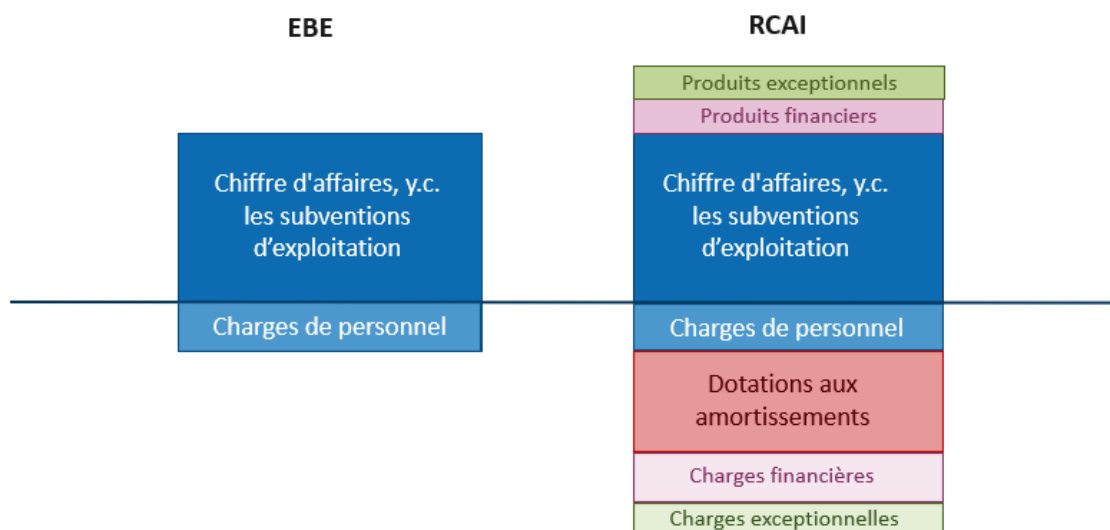 EBE
Chiffre d'affaires, y.c.
les subventions
d’exploitation
Charges de personnel
RCAI
Produits exceptionnels
Produits financiers
Chiffre d'affaires, y.c.
les subventions
d’exploitation
Charges de personnel
Dotations aux
amortissements
Charges financières
Charges exceptionnelles